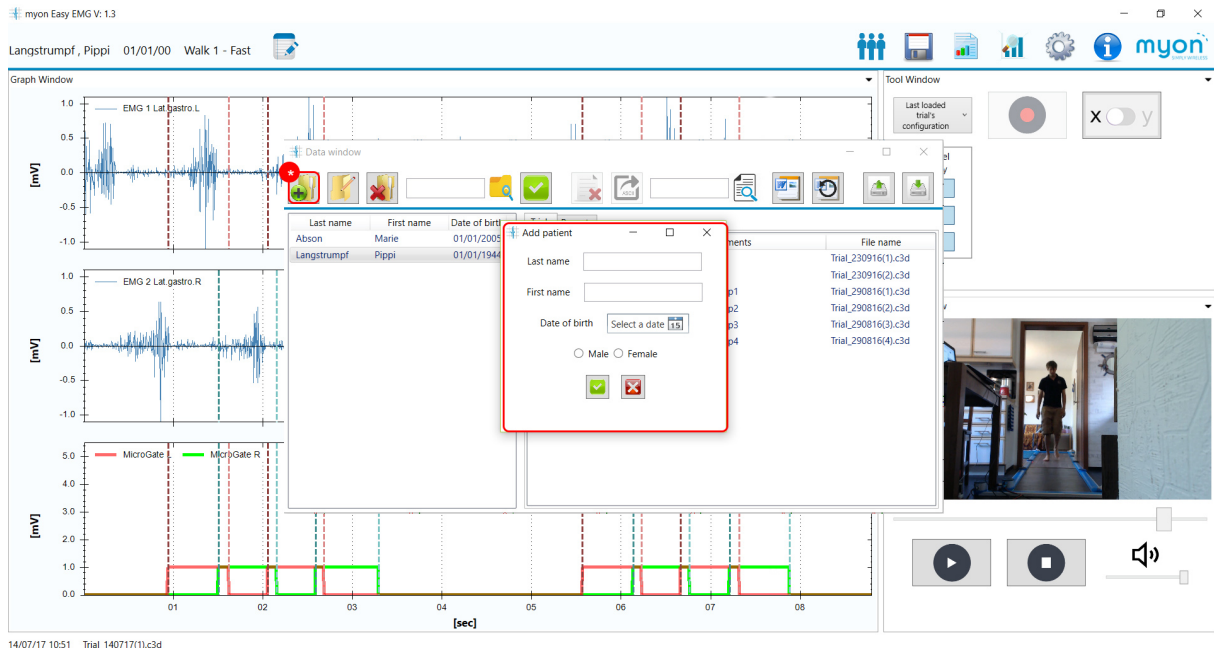 myon Easy EMG V: 1.3
Langstrumpf , Pippi 01/01/00 Walk 1 - Fast
myon
SIMPLY WIRELESS
Graph Window
1.0
0.5
0.0
-0.5
-1.0
[mV]
EMG 1 Lat.gastro.L
1.0
0.5
0.0
-0.5
-1.0
[mV]
EMG 2 Lat.gastro.R
5.0
4.0
3.0
2.0
1.0
0.0
[mV]
MicroGate L MicroGate R
01 02 03 04 05 06 07 08
[sec]
Data window
*
ASCII
Last name First name Date of birth
Abson Marie 01/01/2005
Langstrumpf Pippi 01/01/1944
ments File name
Trial_230916(1).c3d
Trial_230916(2).c3d
p1 Trial_290816(1).c3d
p2 Trial_290816(2).c3d
p3 Trial_290816(3).c3d
p4 Trial_290816(4).c3d
Add patient
Last name
First name
Date of birth Select a date 15
Male Female
Tool Window
Last loaded
trial's
configuration
x y
el
y
y
14/07/17 10:51 Trial_140717(1).c3d